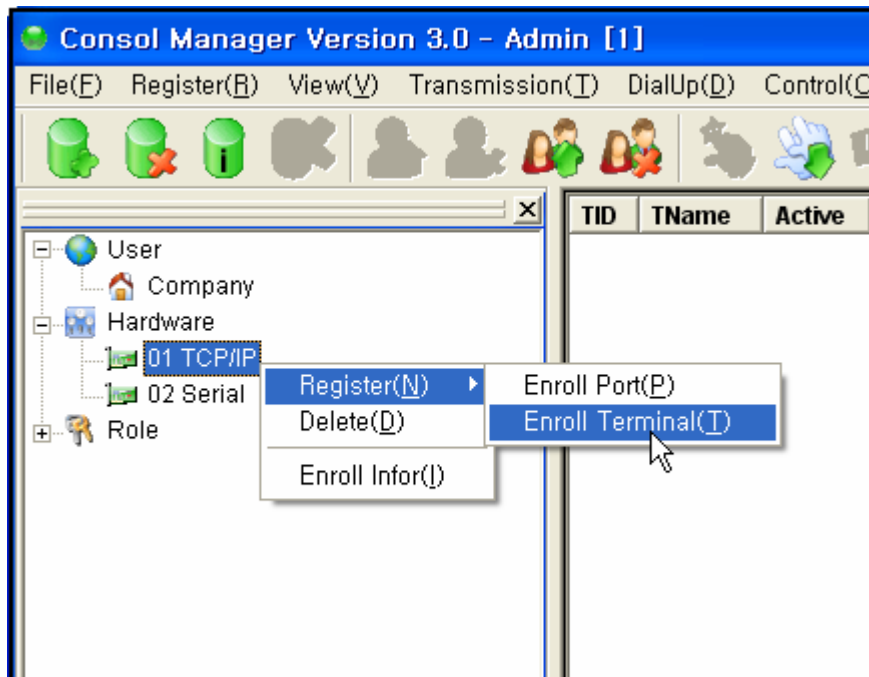 Consol Manager Version 3.0 - Admin [1]
File(F) Register(R) View(V) Transmission(T) DialUp(D) Control(
TID TName Active
User
Company
Hardware
01 TCP/IP
02 Serial
Role
Register(N)
Delete(D)
Enroll Infor(I)
Enroll Port(P)
Enroll Terminal(T)